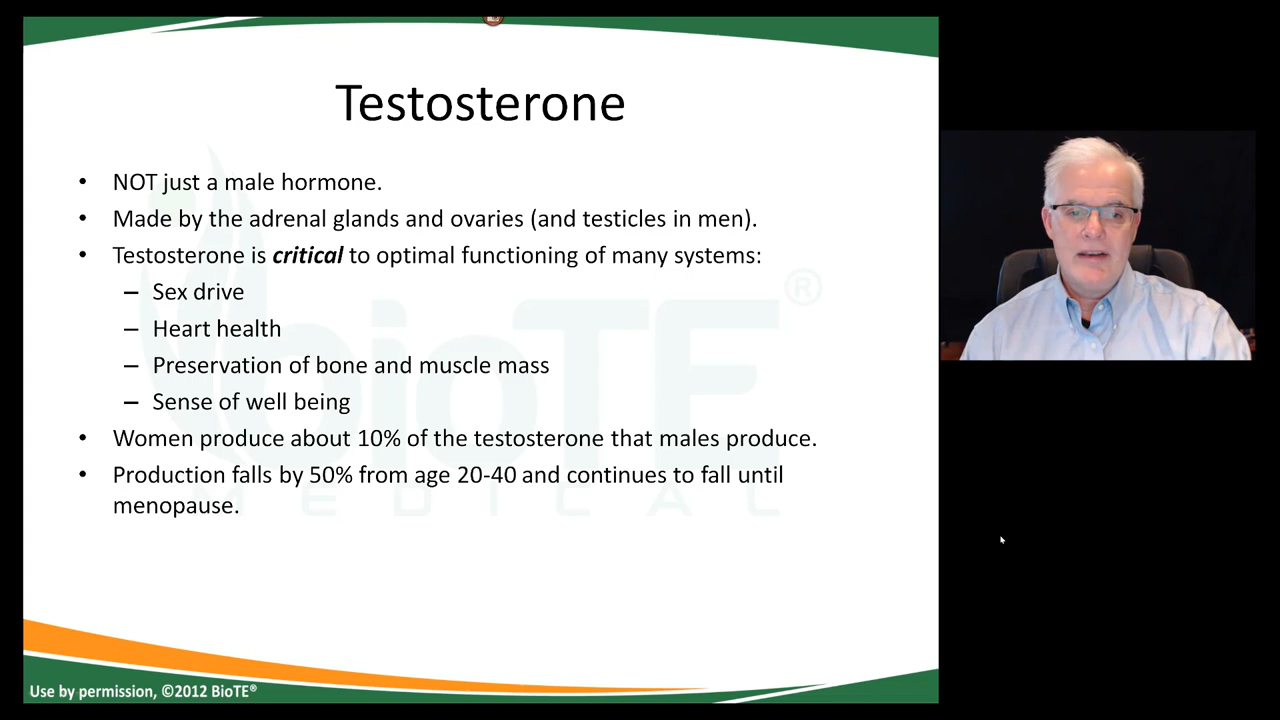 Testosterone
• NOT just a male hormone.
• Made by the adrenal glands and ovaries (and testicles in men).
• Testosterone is critical to optimal functioning of many systems:
– Sex drive
– Heart health
– Preservation of bone and muscle mass
– Sense of well being
• Women produce about 10% of the testosterone that males produce.
• Production falls by 50% from age 20-40 and continues to fall until
menopause.
bioTE®
MEDICAL
Use by permission, ©2012 BioTE®